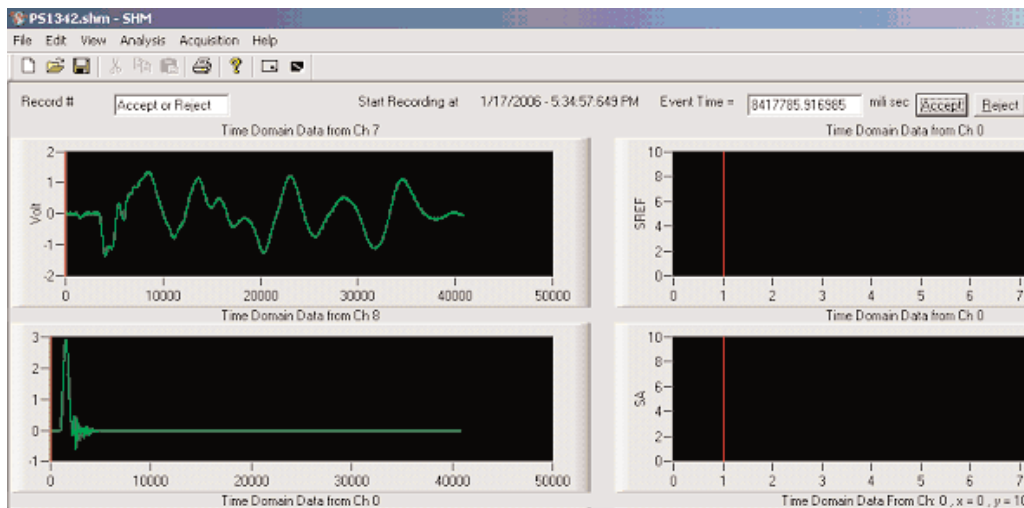 PS1342.shm - SHM
File Edit View Analysis Acquisition Help
Record # Accept or Reject Start Recording at 1/17/2006 - 5:34:57.649 PM Event Time = 8417785.916985 mili sec Accept Reject
Time Domain Data from Ch 7
2
1
0
-1
-2
Volt
0 10000 20000 30000 40000 50000
Time Domain Data from Ch 0
10
8
6
4
2
0
SREF
0 1 2 3 4 5 6 7
Time Domain Data from Ch 8
3
2
1
0
-1
0 10000 20000 30000 40000 50000
Time Domain Data from Ch 0
10
8
6
4
2
0
SA
0 1 2 3 4 5 6 7
Time Domain Data from Ch 0
Time Domain Data From Ch: 0 , x = 0 , y = 10